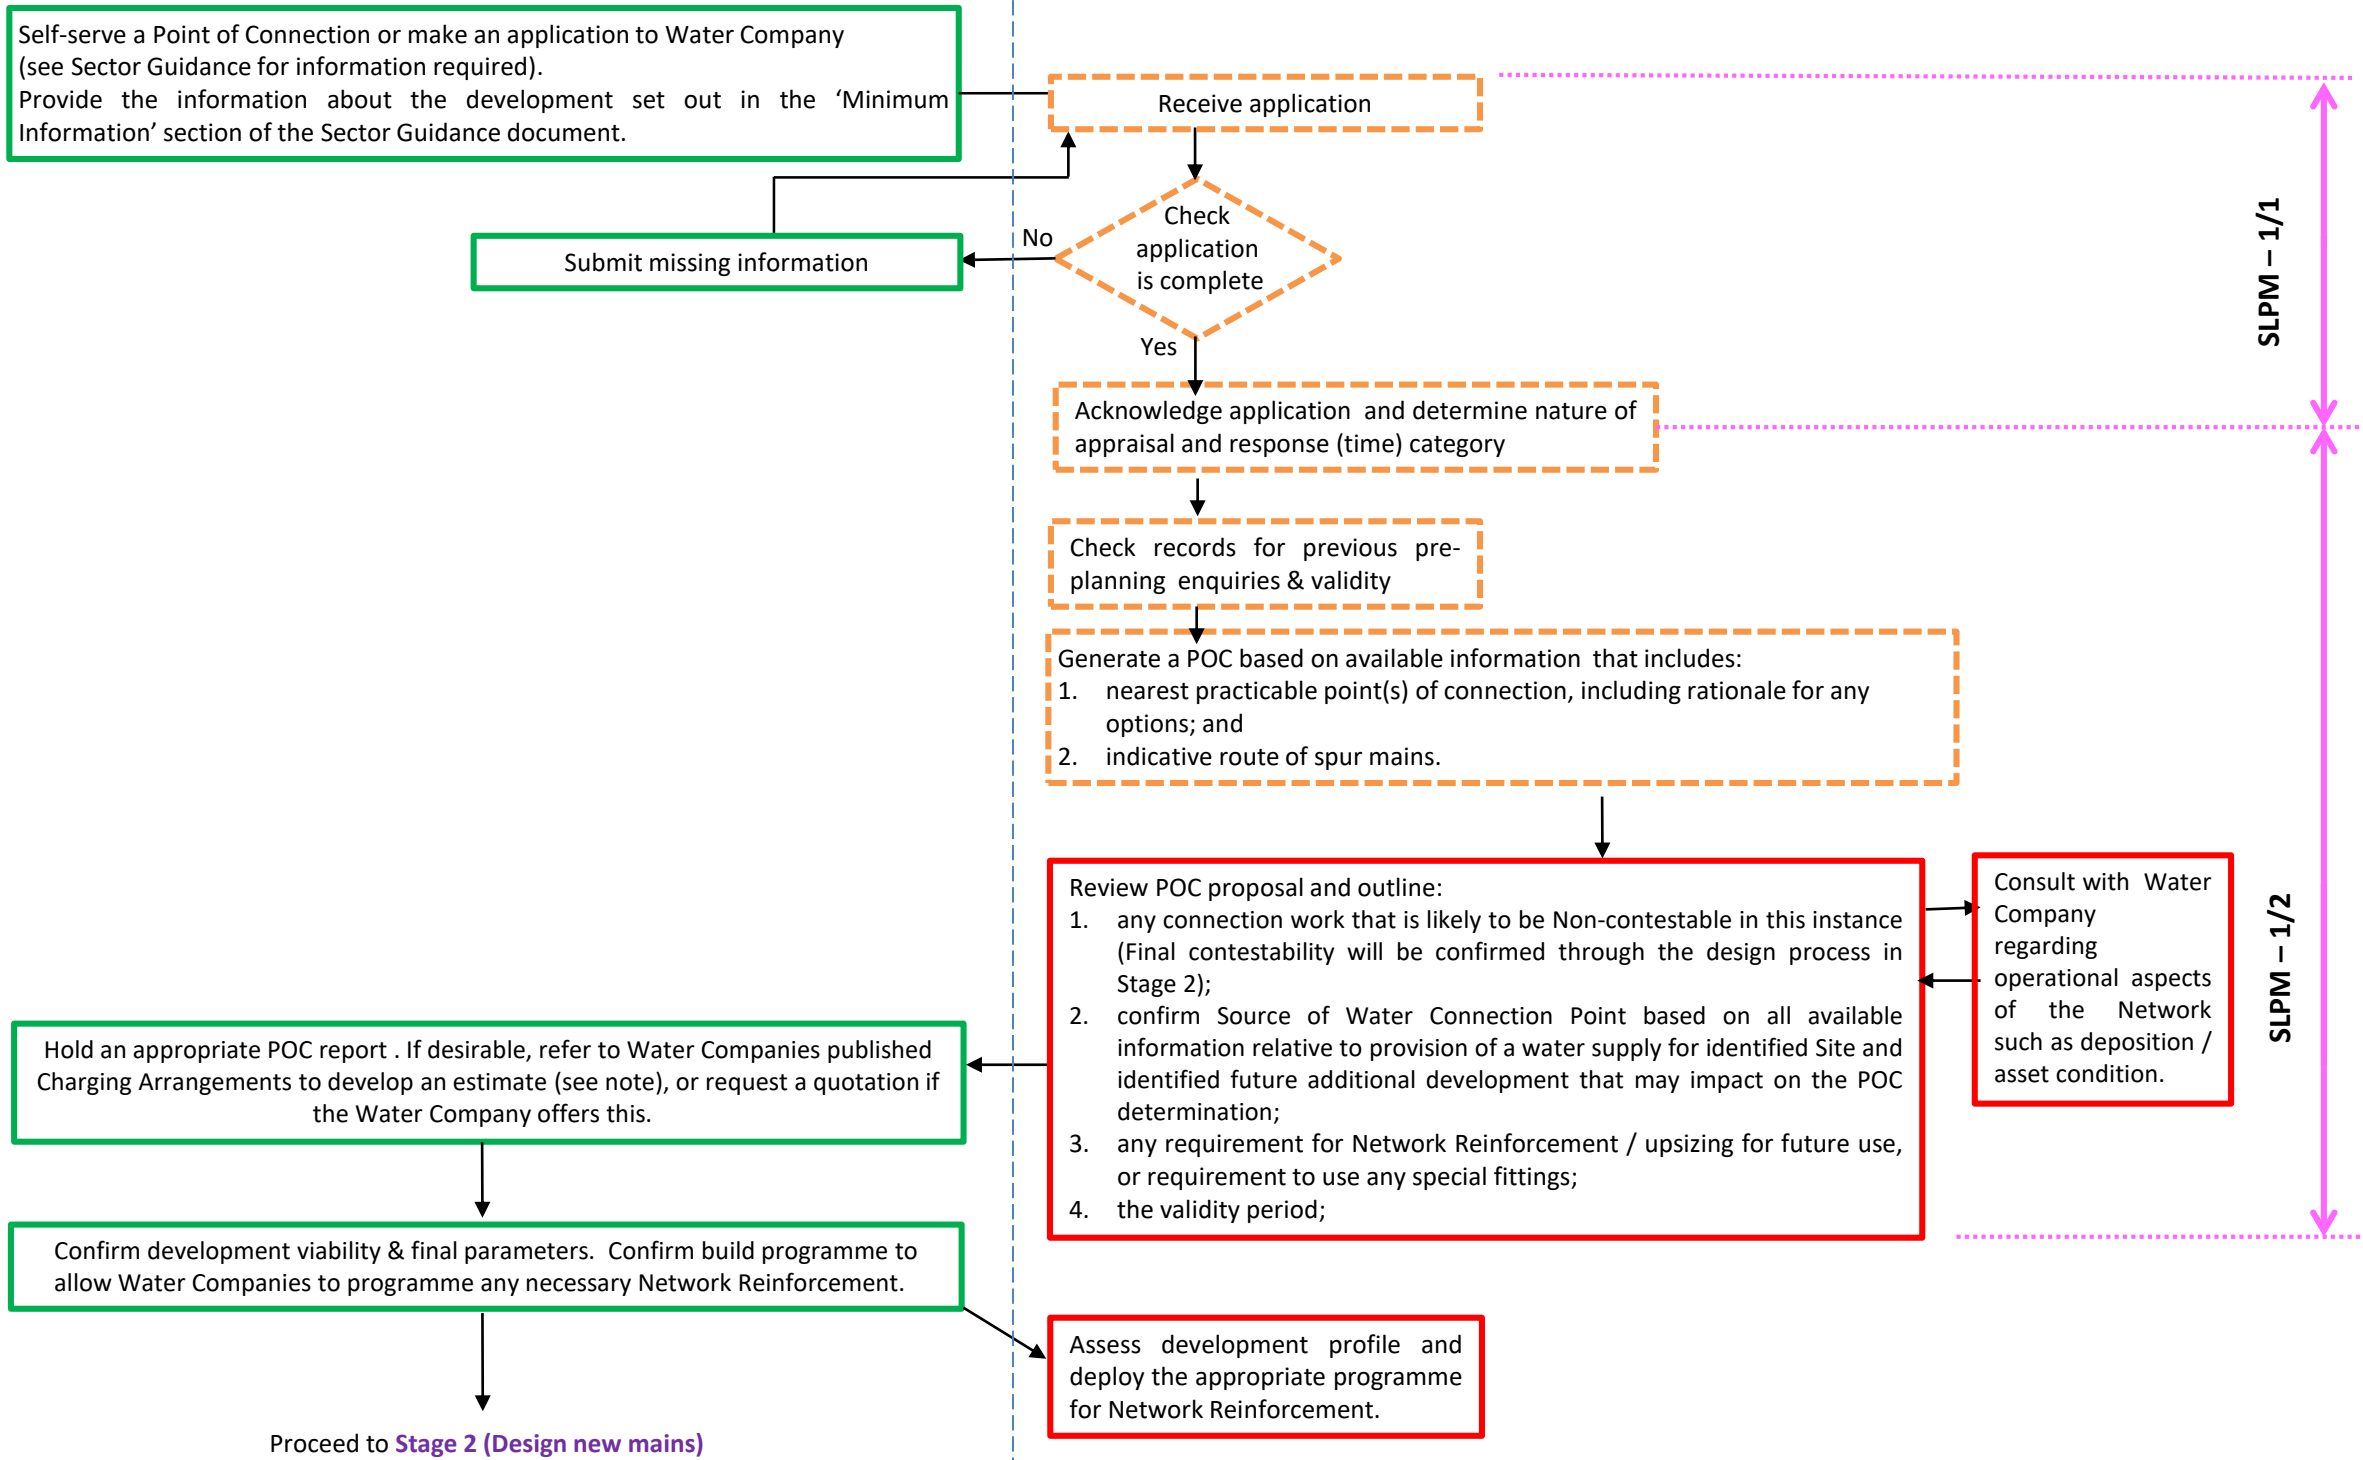 Self-serve a Point of Connection or make an application to Water Company
(see Sector Guidance for information required).
Provide the information about the development set out in the ‘Minimum
Information’ section of the Sector Guidance document.
Receive application
Check
application
is complete
No
Submit missing information
Yes
SLPM – 1/1
Acknowledge application and determine nature of
appraisal and response (time) category
Check records for previous pre-
planning enquiries & validity
Generate a POC based on available information that includes:
1. nearest practicable point(s) of connection, including rationale for any
options; and
2. indicative route of spur mains.
Review POC proposal and outline:
1. any connection work that is likely to be Non-contestable in this instance
(Final contestability will be confirmed through the design process in
Stage 2);
2. confirm Source of Water Connection Point based on all available
information relative to provision of a water supply for identified Site and
identified future additional development that may impact on the POC
determination;
3. any requirement for Network Reinforcement / upsizing for future use,
or requirement to use any special fittings;
4. the validity period;
Consult with Water
Company
regarding
operational aspects
of the Network
such as deposition /
asset condition.
SLPM – 1/2
Hold an appropriate POC report . If desirable, refer to Water Companies published
Charging Arrangements to develop an estimate (see note), or request a quotation if
the Water Company offers this.
Confirm development viability & final parameters. Confirm build programme to
allow Water Companies to programme any necessary Network Reinforcement.
Assess development profile and
deploy the appropriate programme
for Network Reinforcement.
Proceed to Stage 2 (Design new mains)